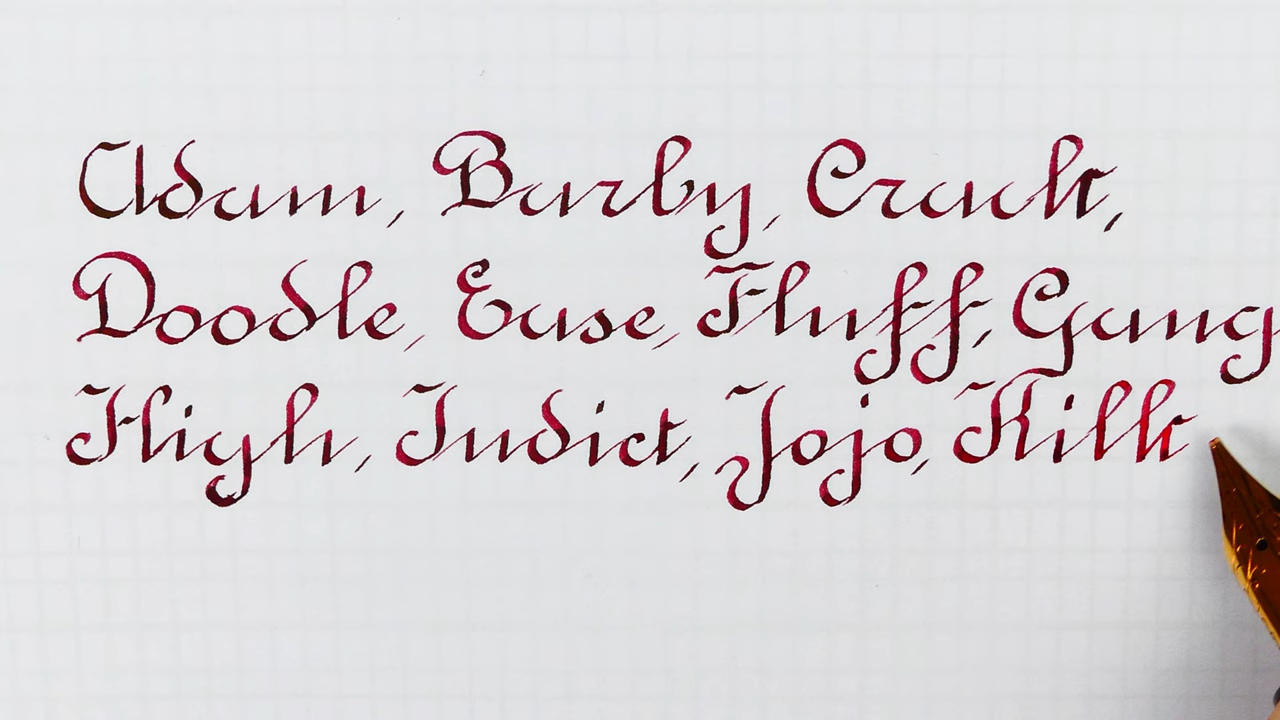 Adam, Barby, Crack,
Doodle, Ease, Fluff, Gang
High, Indict, Jojo, Kilk